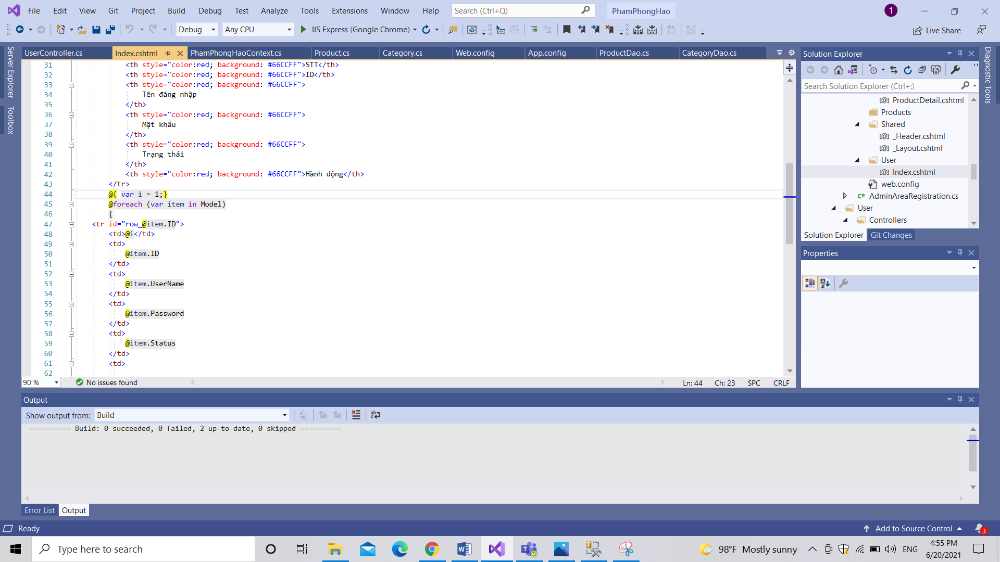 File Edit View Git Project Build Debug Test Analyze Tools Extensions Window Help Search (Ctrl+Q) PhamPhongHao 1
Debug Any CPU IIS Express (Google Chrome) Live Share
Server Explorer
Toolbox
UserController.cs Index.cshtml PhamPhongHaoContext.cs Product.cs Category.cs Web.config App.config ProductDao.cs CategoryDao.cs
31 <th style="color:red; background: #66CCFF">STT</th>
32 <th style="color:red; background: #66CCFF">ID</th>
33 <th style="color:red; background: #66CCFF">
34 Tên đăng nhập
35 </th>
36 <th style="color:red; background: #66CCFF">
37 Mật khẩu
38 </th>
39 <th style="color:red; background: #66CCFF">
40 Trạng thái
41 </th>
42 <th style="color:red; background: #66CCFF">Hành động</th>
43 </tr>
44 @{ var i = 1;}
45 @foreach (var item in Model)
46 {
47 <tr id="row_@item.ID">
48 <td>@i</td>
49 <td>
50 @item.ID
51 </td>
52 <td>
53 @item.UserName
54 </td>
55 <td>
56 @item.Password
57 </td>
58 <td>
59 @item.Status
60 </td>
61 <td>
62
90 % No issues found Ln: 44 Ch: 23 SPC CRLF
Solution Explorer
Search Solution Explorer (Ctrl+;)
ProductDetail.cshtml
Products
Shared
_Header.cshtml
_Layout.cshtml
User
Index.cshtml
web.config
C# AdminAreaRegistration.cs
User
Controllers
Solution Explorer Git Changes
Properties
Diagnostic Tools
Output
Show output from: Build
========== Build: 0 succeeded, 0 failed, 2 up-to-date, 0 skipped ==========
Error List Output
Ready Add to Source Control 3
Type here to search 98°F Mostly sunny ENG 4:55 PM
6/20/2021